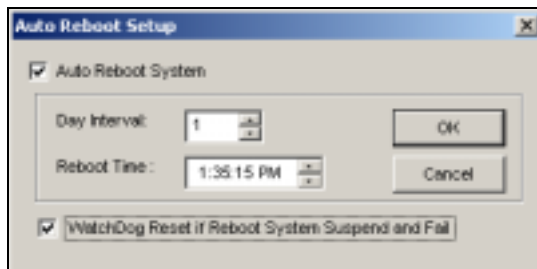 Auto Reboot Setup
Auto Reboot System
Day Interval:
1
OK
Reboot Time :
1:35:15 PM
Cancel
WatchDog Reset if Reboot System Suspend and Fail